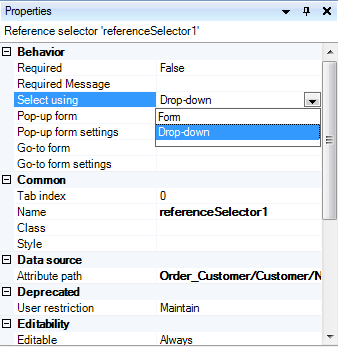 Properties
Reference selector 'referenceSelector1'
Behavior
Required False
Required Message
Select using Drop-down
Pop-up form Form
Pop-up form settings Drop-down
Go-to form
Go-to form settings
Common
Tab index 0
Name referenceSelector1
Class
Style
Data source
Attribute path Order_Customer/Customer/N
Deprecated
User restriction Maintain
Editability
Editable Always